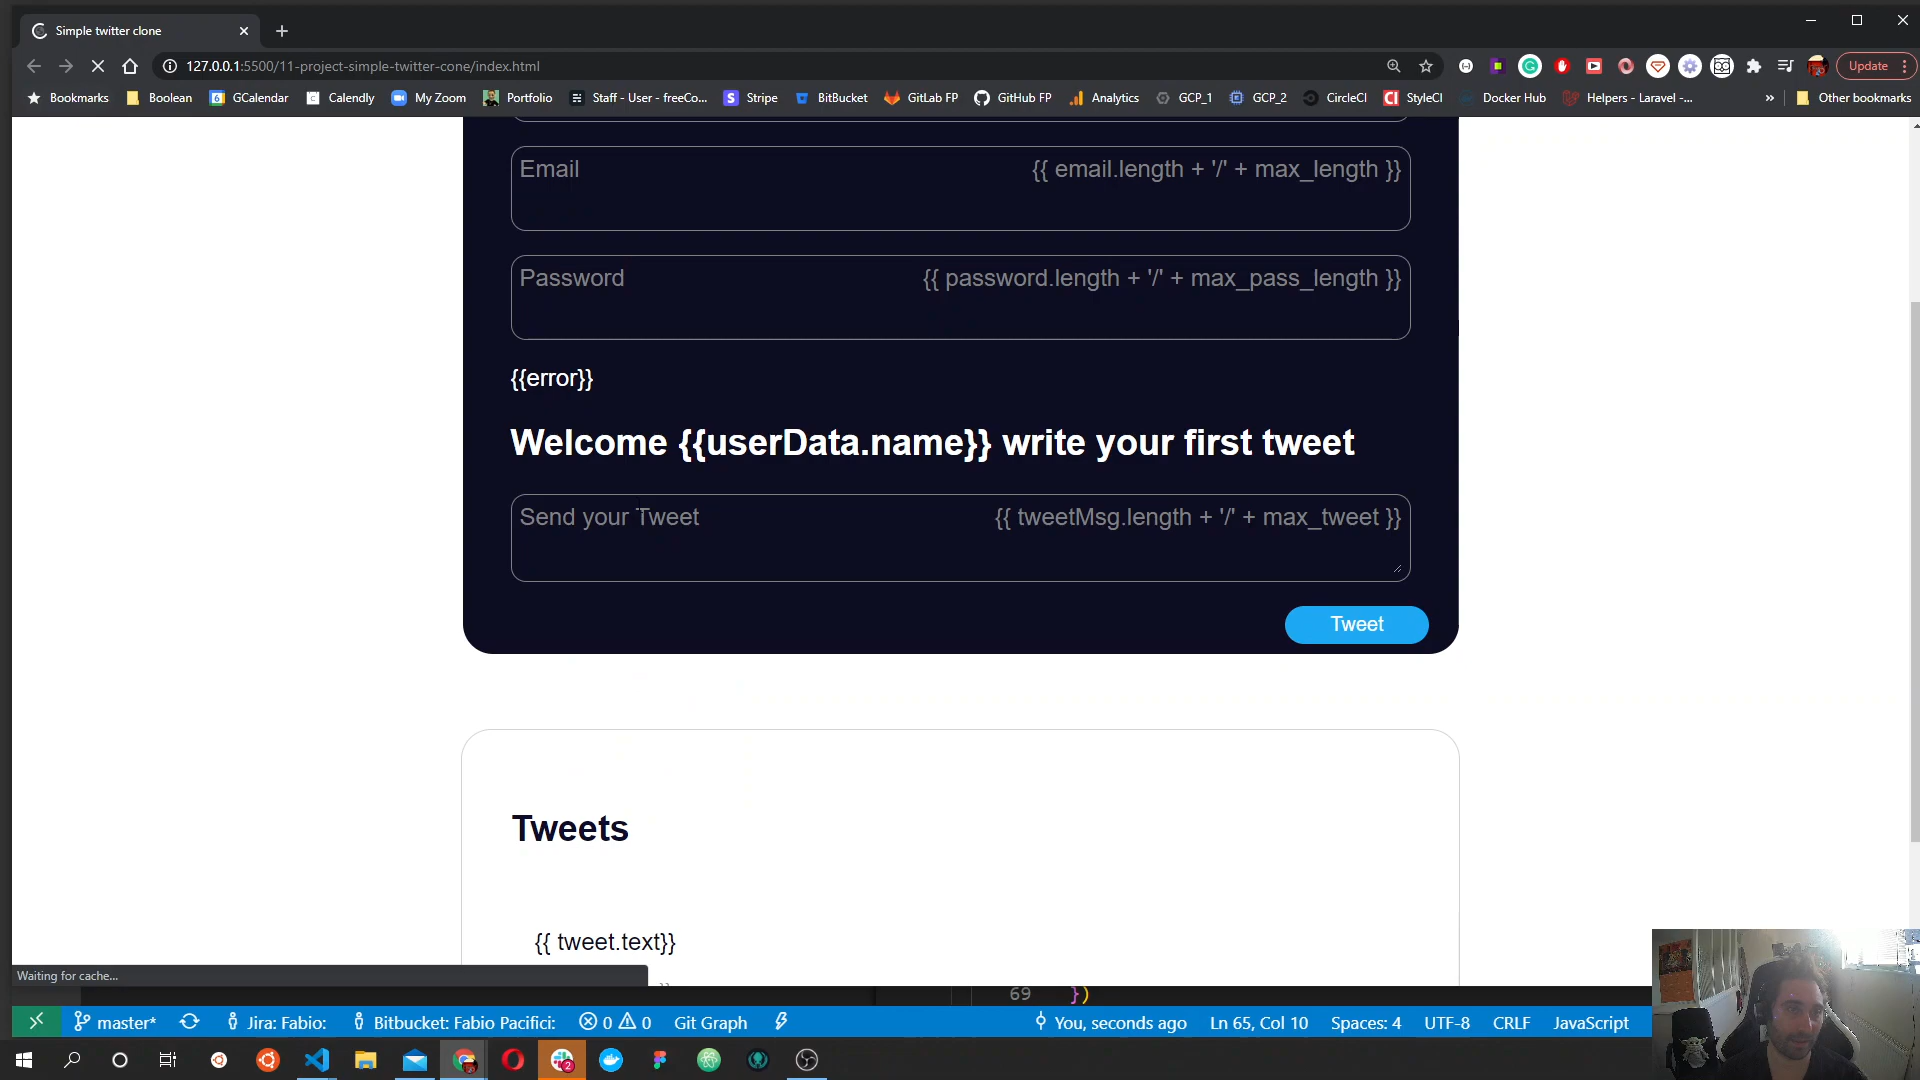 Simple twitter clone
127.0.0.1:5500/11-project-simple-twitter-cone/index.html
Update
Bookmarks
Boolean
GCalendar
Calendly
My Zoom
Portfolio
Staff - User - freeCo...
Stripe
BitBucket
GitLab FP
GitHub FP
Analytics
GCP_1
GCP_2
CircleCI
StyleCI
Docker Hub
Helpers - Laravel -...
»
Other bookmarks
Email
{{ email.length + '/' + max_length }}
Password
{{ password.length + '/' + max_pass_length }}
{{error}}
Welcome {{userData.name}} write your first tweet
Send your Tweet
{{ tweetMsg.length + '/' + max_tweet }}
Tweet
Tweets
{{ tweet.text}}
Waiting for cache...
69 })
master*
Jira: Fabio:
Bitbucket: Fabio Pacifici:
0 0
Git Graph
You, seconds ago
Ln 65, Col 10
Spaces: 4
UTF-8
CRLF
JavaScript